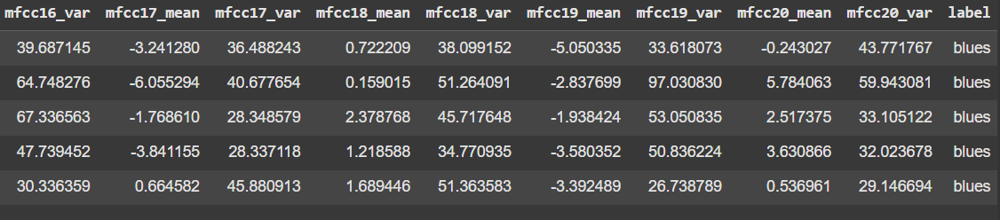 mfcc16_var mfcc17_mean mfcc17_var mfcc18_mean mfcc18_var mfcc19_mean mfcc19_var mfcc20_mean mfcc20_var label
39.687145 -3.241280 36.488243 0.722209 38.099152 -5.050335 33.618073 -0.243027 43.771767 blues
64.748276 -6.055294 40.677654 0.159015 51.264091 -2.837699 97.030830 5.784063 59.943081 blues
67.336563 -1.768610 28.348579 2.378768 45.717648 -1.938424 53.050835 2.517375 33.105122 blues
47.739452 -3.841155 28.337118 1.218588 34.770935 -3.580352 50.836224 3.630866 32.023678 blues
30.336359 0.664582 45.880913 1.689446 51.363583 -3.392489 26.738789 0.536961 29.146694 blues